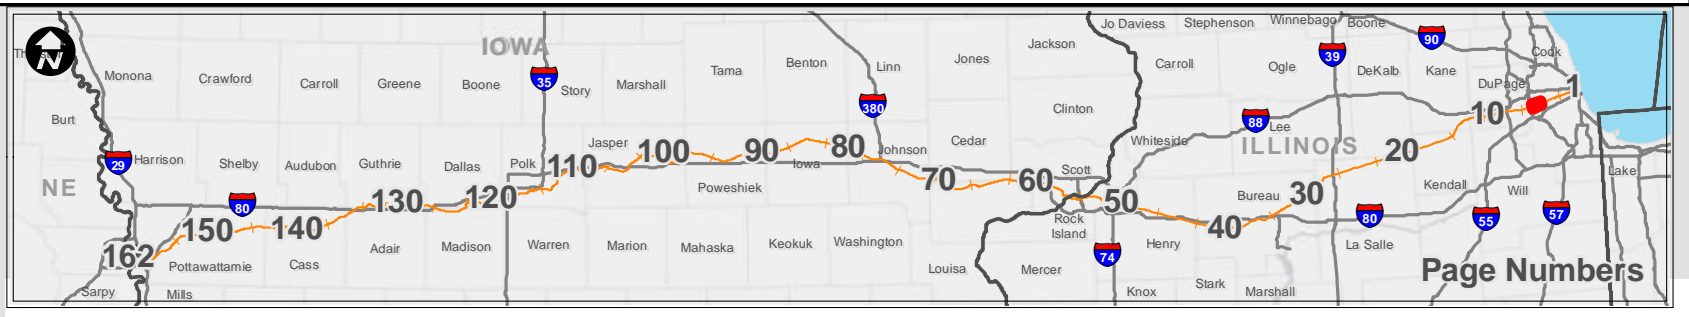 Jo Daviess
Stephenson
Winnebago
Boone
N
IOWA
Monona
Crawford
Carroll
Greene
Boone
35
Story
Marshall
Tama
Benton
Linn
Jones
Jackson
Carroll
Ogle
39
DeKalb
90
Kane
Cook
DuPage
1
Burt
380
Clinton
88
Lee
10
Harrison
29
Shelby
Audubon
Guthrie
Dallas
Polk
Jasper
110
100
90
80
Iowa
Johnson
Cedar
Whiteside
ILLINOIS
20
NE
80
130
120
Poweshiek
70
60
Scott
50
Bureau
30
Kendall
Will
Lake
162
150
140
Adair
Madison
Warren
Marion
Mahaska
Keokuk
Washington
Rock
Island
Henry
40
80
55
57
La Salle
Pottawattamie
Cass
Louisa
Mercer
74
Page Numbers
Sarpy
Mills
Knox
Stark
Marshall